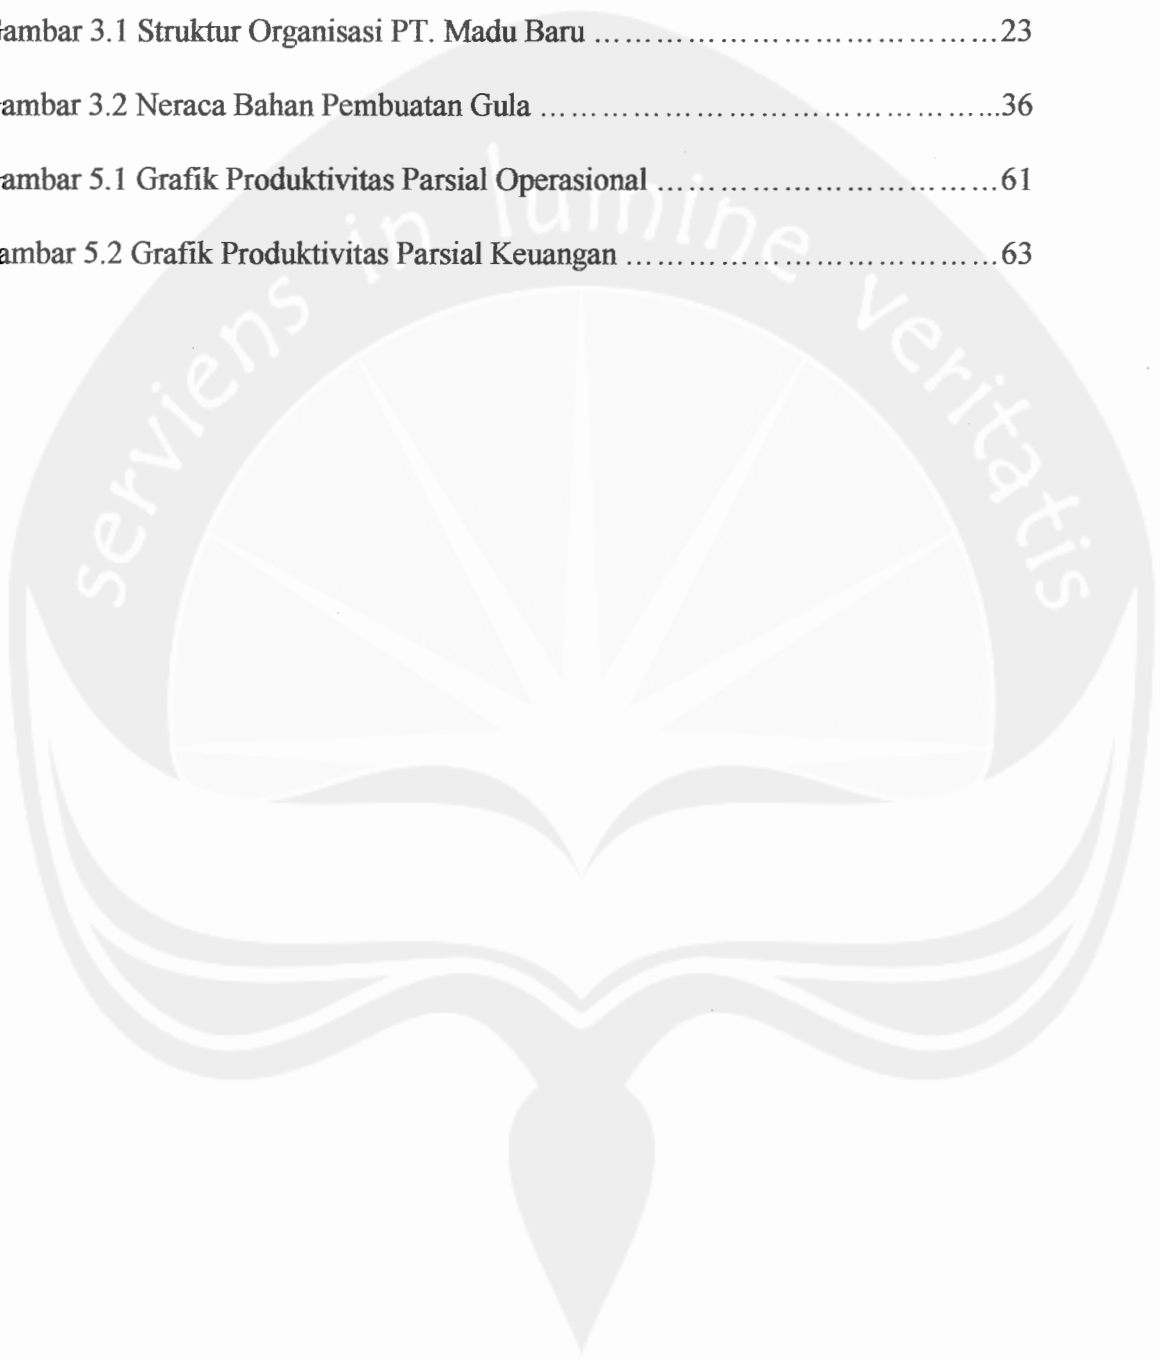 ambar 3.1 Struktur Organisasi PT. Madu Baru ……………………………………23
ambar 3.2 Neraca Bahan Pembuatan Gula ……………………………………...36
ambar 5.1 Grafik Produktivitas Parsial Operasional ………………………………61
ambar 5.2 Grafik Produktivitas Parsial Keuangan …………………………………63
serviens in lumine veritatis